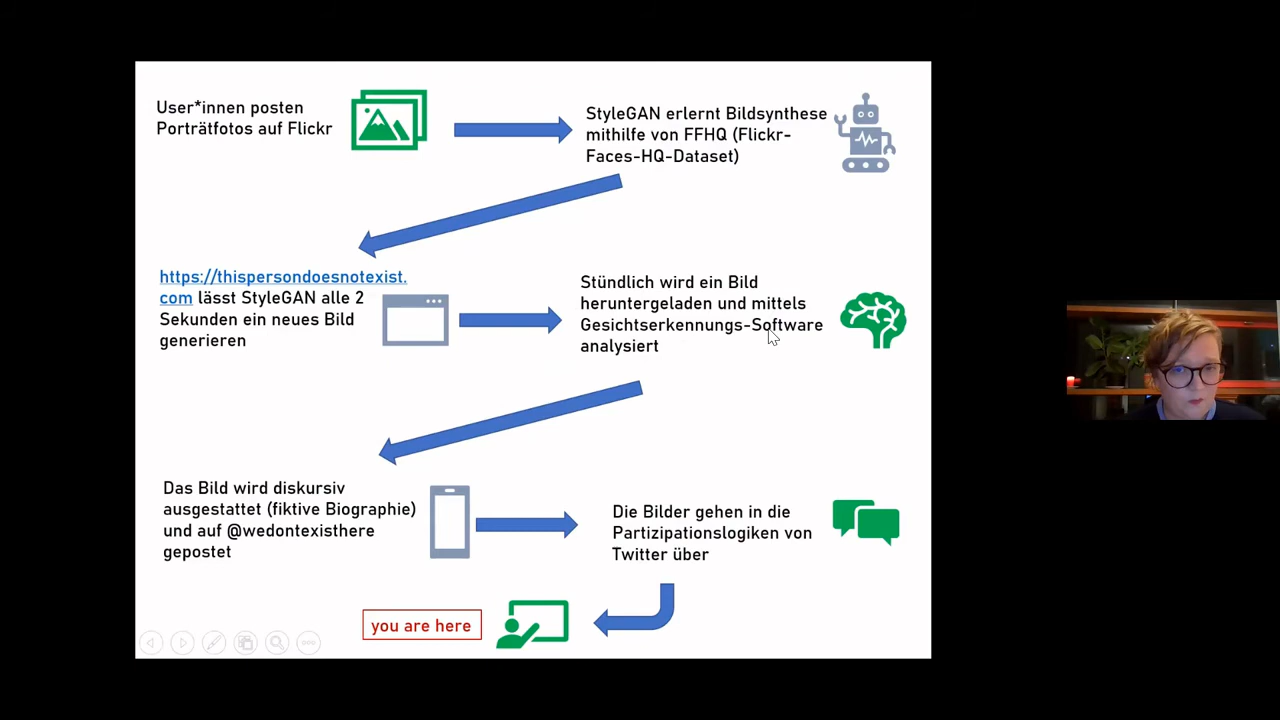 User*innen posten
Porträtfotos auf Flickr
StyleGAN erlernt Bildsynthese
mithilfe von FFHQ (Flickr-
Faces-HQ-Dataset)
https://thispersondoesnotexist.
com lässt StyleGAN alle 2
Sekunden ein neues Bild
generieren
Stündlich wird ein Bild
heruntergeladen und mittels
Gesichtserkennungs-Software
analysiert
Das Bild wird diskursiv
ausgestattet (fiktive Biographie)
und auf @wedontexisthere
gepostet
Die Bilder gehen in die
Partizipationslogiken von
Twitter über
you are here